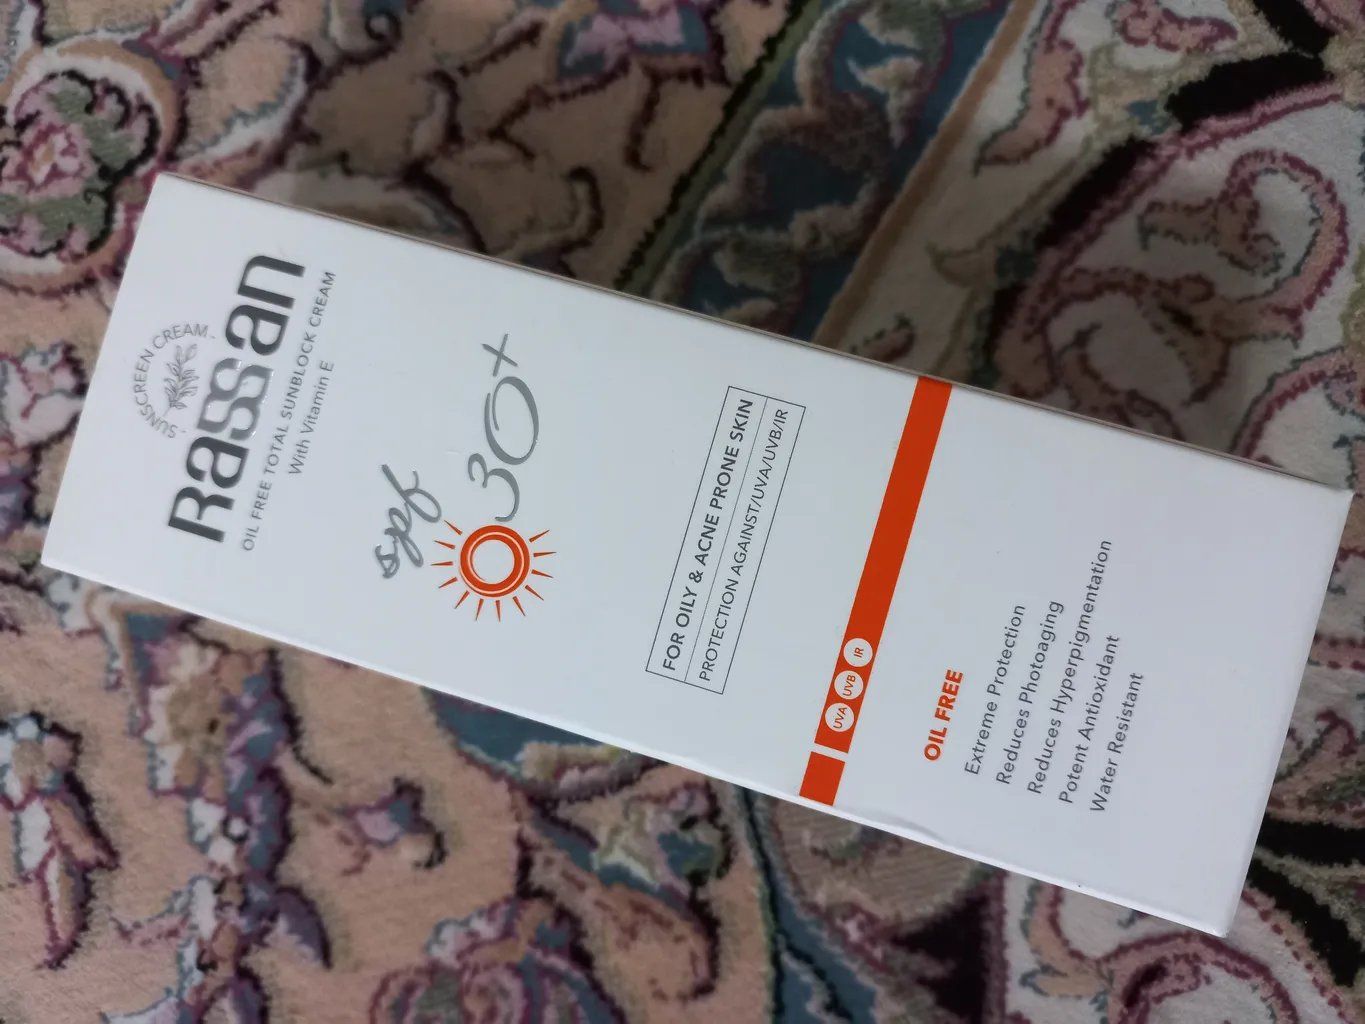 SUNSCREEN CREAM
Rassan
OIL FREE TOTAL SUNBLOCK CREAM
With Vitamin E
spf 30+
FOR OILY & ACNE PRONE SKIN
PROTECTION AGAINST/UVA/UVB/IR
UVA UVB IR
OIL FREE
Extreme Protection
Reduces Photoaging
Reduces Hyperpigmentation
Potent Antioxidant
Water Resistant